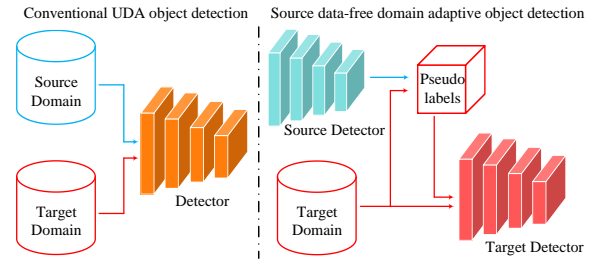 Conventional UDA object detection
Source
Domain
Target
Domain
Detector
Source data-free domain adaptive object detection
Source Detector
Pseudo
labels
Target
Domain
Target Detector